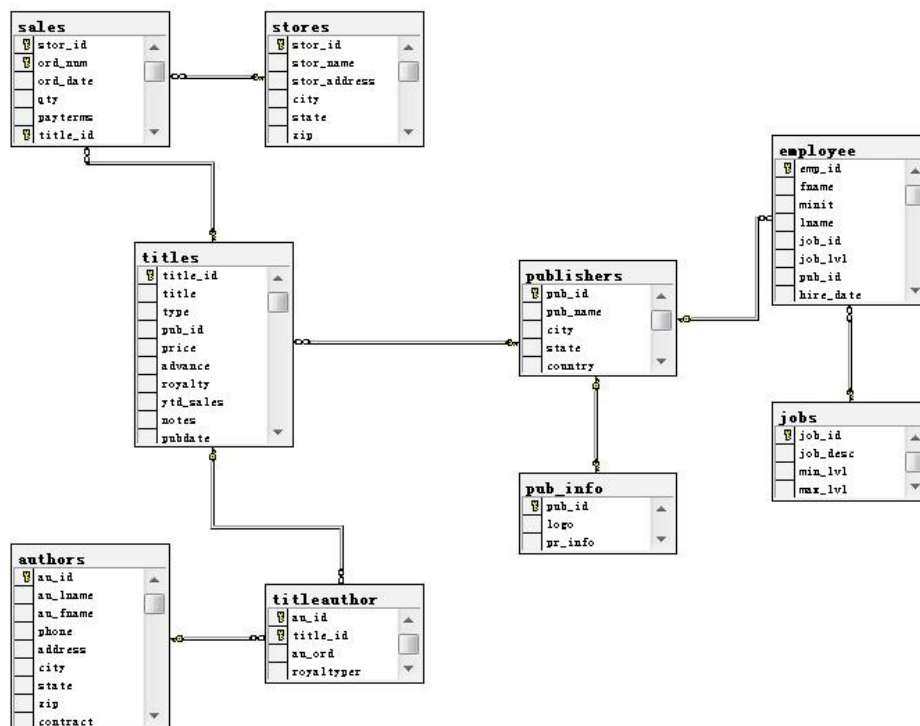 sales
stor_id
ord_num
ord_date
qty
payterms
title_id
stores
stor_id
stor_name
stor_address
city
state
zip
employee
emp_id
fname
minit
lname
job_id
job_lvl
pub_id
hire_date
titles
title_id
title
type
pub_id
price
advance
royalty
ytd_sales
notes
pubdate
publishers
pub_id
pub_name
city
state
country
jobs
job_id
job_desc
min_lvl
max_lvl
pub_info
pub_id
logo
pr_info
authors
au_id
au_lname
au_fname
phone
address
city
state
zip
contract
titleauthor
au_id
title_id
au_ord
royaltyper